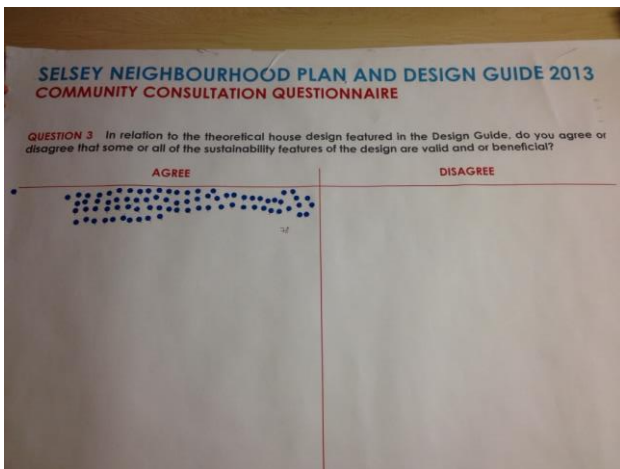 SELSEY NEIGHBOURHOOD PLAN AND DESIGN GUIDE 2013
COMMUNITY CONSULTATION QUESTIONNAIRE
QUESTION 3 In relation to the theoretical house design featured in the Design Guide, do you agree or
disagree that some or all of the sustainability features of the design are valid and or beneficial?
AGREE
DISAGREE